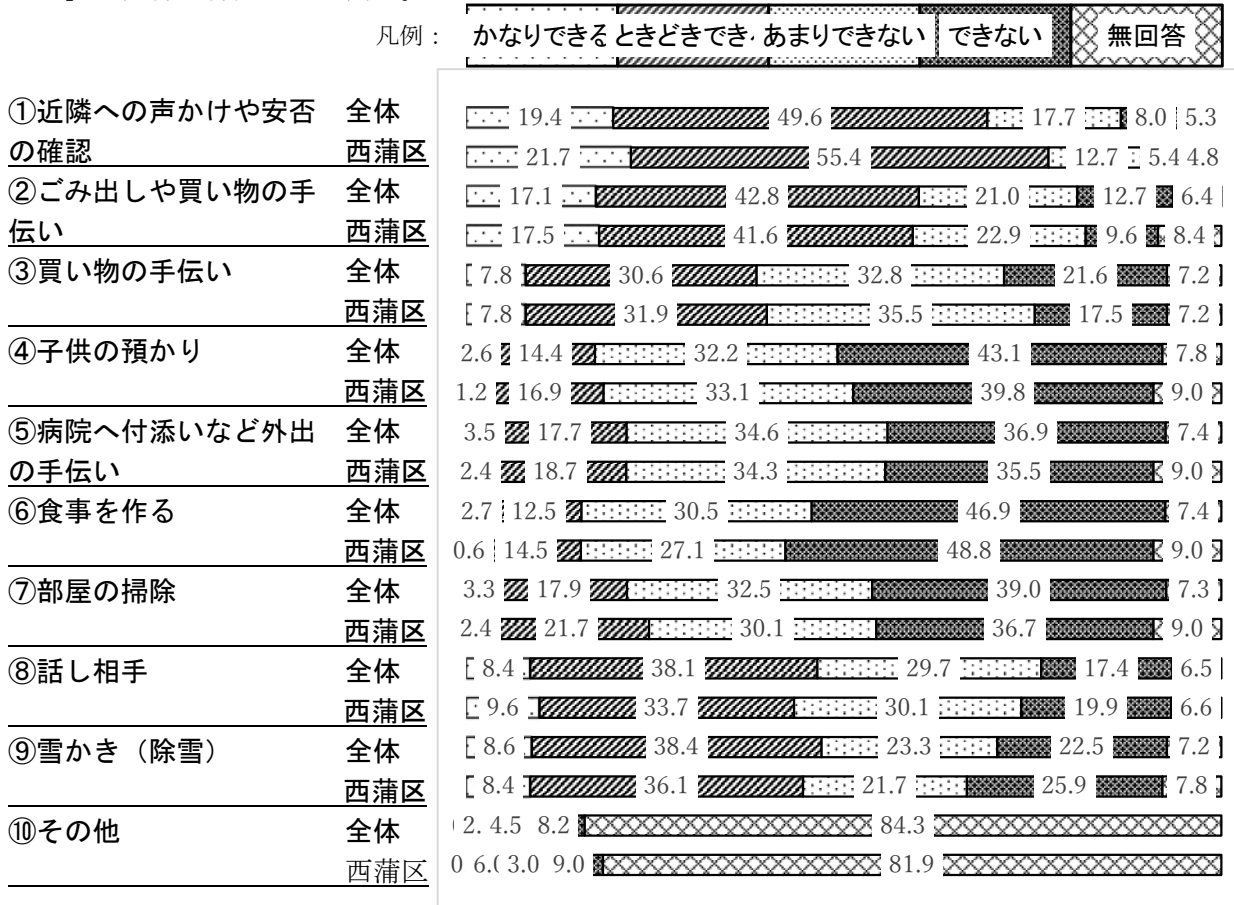 凡例：　かなりできる ときどきでき あまりできない できない 無回答
①近隣への声かけや安否　全体　19.4 49.6 17.7 8.0 5.3
の確認　西蒲区　21.7 55.4 12.7 5.4 4.8
②ごみ出しや買い物の手　全体　17.1 42.8 21.0 12.7 6.4
伝い　西蒲区　17.5 41.6 22.9 9.6 8.4
③買い物の手伝い　全体　7.8 30.6 32.8 21.6 7.2
西蒲区　7.8 31.9 35.5 17.5 7.2
④子供の預かり　全体　2.6 14.4 32.2 43.1 7.8
西蒲区　1.2 16.9 33.1 39.8 9.0
⑤病院へ付添いなど外出　全体　3.5 17.7 34.6 36.9 7.4
の手伝い　西蒲区　2.4 18.7 34.3 35.5 9.0
⑥食事を作る　全体　2.7 12.5 30.5 46.9 7.4
西蒲区　0.6 14.5 27.1 48.8 9.0
⑦部屋の掃除　全体　3.3 17.9 32.5 39.0 7.3
西蒲区　2.4 21.7 30.1 36.7 9.0
⑧話し相手　全体　8.4 38.1 29.7 17.4 6.5
西蒲区　9.6 33.7 30.1 19.9 6.6
⑨雪かき（除雪）　全体　8.6 38.4 23.3 22.5 7.2
西蒲区　8.4 36.1 21.7 25.9 7.8
⑩その他　全体　2. 4.5 8.2 84.3
西蒲区　0 6.0 3.0 9.0 81.9